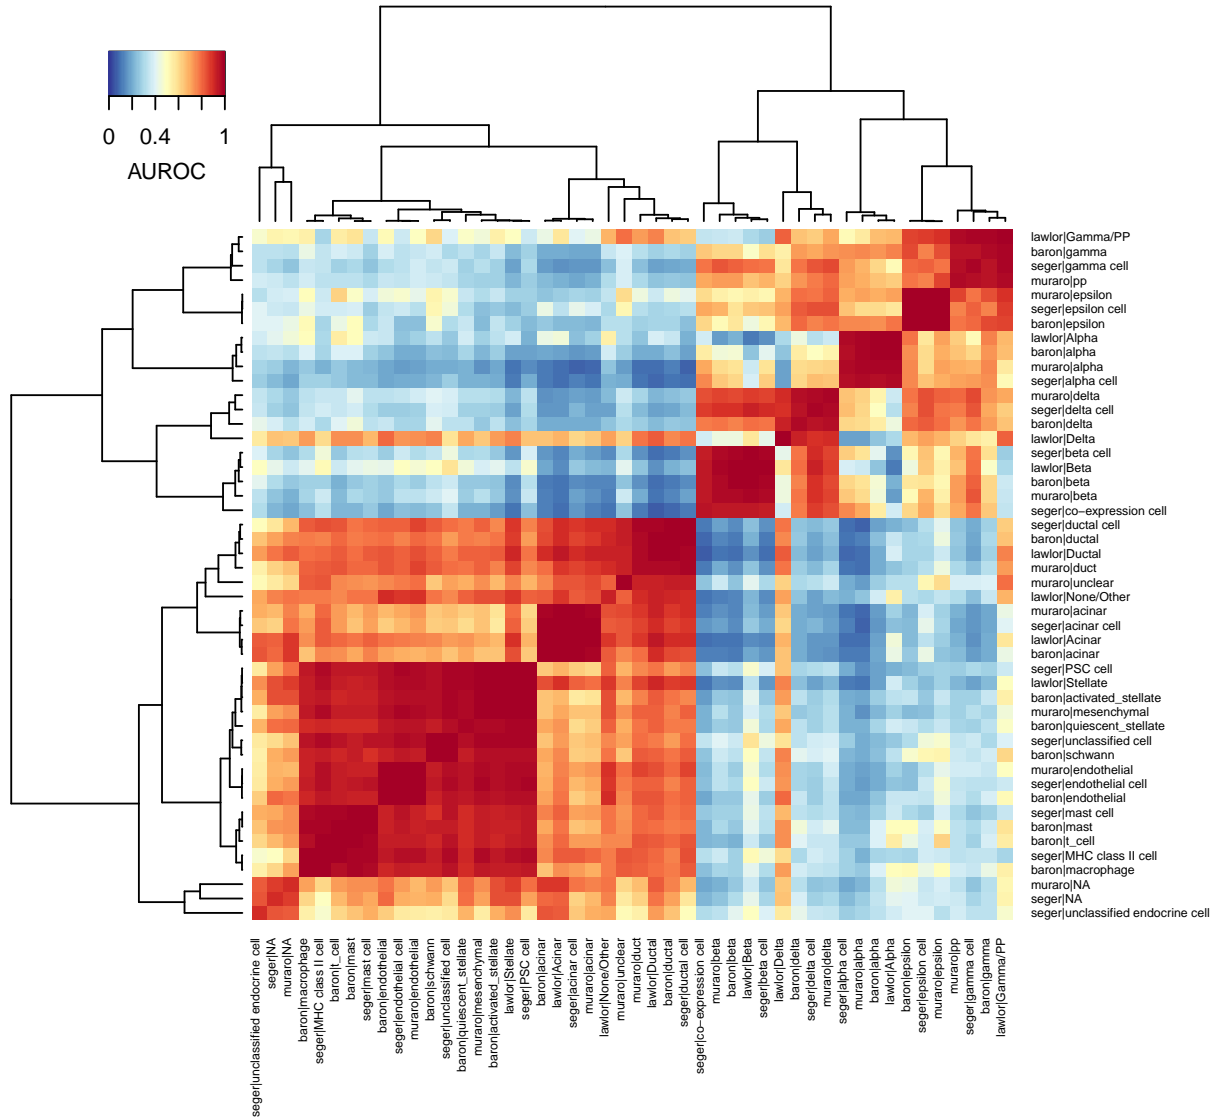 0 0.4 1
AUROC
lawlor|Gamma/PP
baron|gamma
seger|gamma cell
muraro|pp
muraro|epsilon
seger|epsilon cell
baron|epsilon
lawlor|Alpha
baron|alpha
muraro|alpha
seger|alpha cell
muraro|delta
seger|delta cell
baron|delta
lawlor|Delta
seger|beta cell
lawlor|Beta
baron|beta
muraro|beta
seger|co−expression cell
seger|ductal cell
baron|ductal
lawlor|Ductal
muraro|duct
muraro|unclear
lawlor|None/Other
muraro|acinar
seger|acinar cell
lawlor|Acinar
baron|acinar
seger|PSC cell
lawlor|Stellate
baron|activated_stellate
muraro|mesenchymal
baron|quiescent_stellate
seger|unclassified cell
baron|schwann
muraro|endothelial
seger|endothelial cell
baron|endothelial
seger|mast cell
baron|mast
baron|t_cell
seger|MHC class II cell
baron|macrophage
muraro|NA
seger|NA
seger|unclassified endocrine cell
seger|unclassified endocrine cell
seger|NA
muraro|NA
baron|macrophage
seger|MHC class II cell
baron|t_cell
baron|mast
seger|mast cell
baron|endothelial
seger|endothelial cell
muraro|endothelial
baron|schwann
seger|unclassified cell
baron|quiescent_stellate
muraro|mesenchymal
baron|activated_stellate
lawlor|Stellate
seger|PSC cell
baron|acinar
lawlor|Acinar
seger|acinar cell
muraro|acinar
lawlor|None/Other
muraro|unclear
muraro|duct
lawlor|Ductal
baron|ductal
seger|ductal cell
seger|co−expression cell
muraro|beta
baron|beta
lawlor|Beta
seger|beta cell
lawlor|Delta
baron|delta
seger|delta cell
muraro|delta
seger|alpha cell
muraro|alpha
baron|alpha
lawlor|Alpha
baron|epsilon
seger|epsilon cell
muraro|epsilon
muraro|pp
seger|gamma cell
baron|gamma
lawlor|Gamma/PP